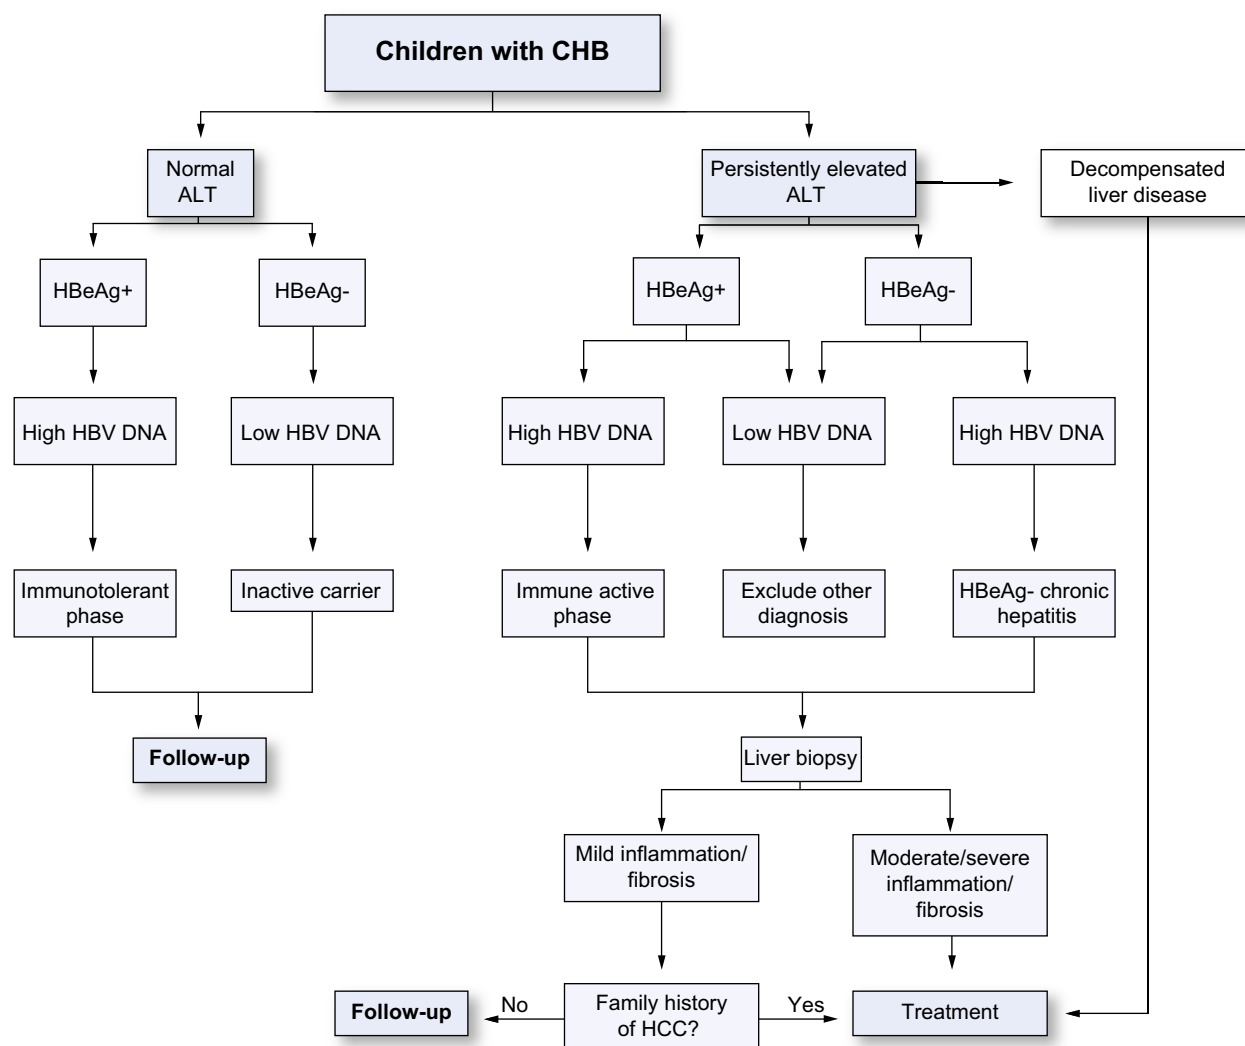 Children with CHB
Normal
ALT
Persistently elevated
ALT
Decompensated
liver disease
HBeAg+
HBeAg-
HBeAg+
HBeAg-
High HBV DNA
Low HBV DNA
High HBV DNA
Low HBV DNA
High HBV DNA
Immunotolerant
phase
Inactive carrier
Immune active
phase
Exclude other
diagnosis
HBeAg- chronic
hepatitis
Follow-up
Liver biopsy
Mild inflammation/
fibrosis
Moderate/severe
inflammation/
fibrosis
Follow-up
No
Family history
of HCC?
Yes
Treatment